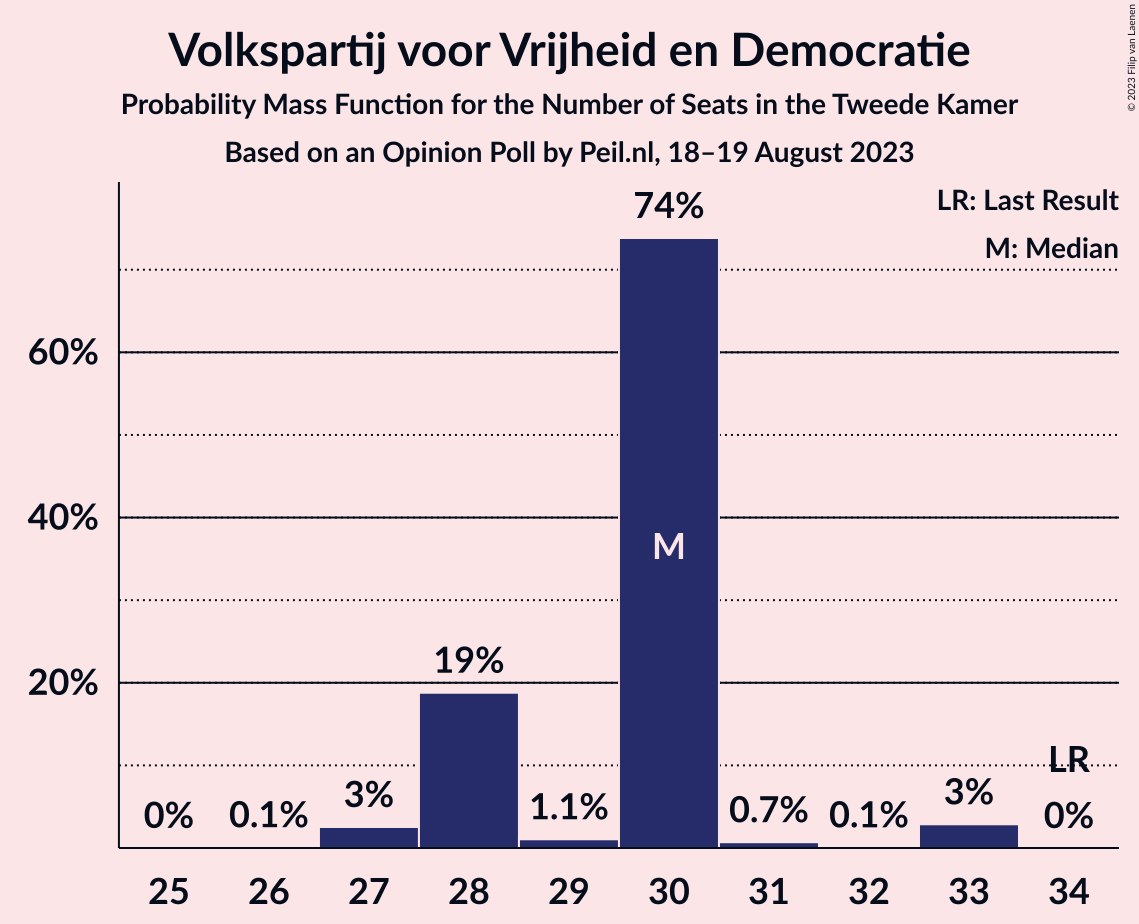 Volkspartij voor Vrijheid en Democratie
Probability Mass Function for the Number of Seats in the Tweede Kamer
Based on an Opinion Poll by Peil.nl, 18–19 August 2023
© 2023 Filip van Laenen
LR: Last Result
M: Median
60%
40%
20%
0%
0.1%
3%
19%
1.1%
74%
M
0.7%
0.1%
3%
LR
0%
25 26 27 28 29 30 31 32 33 34